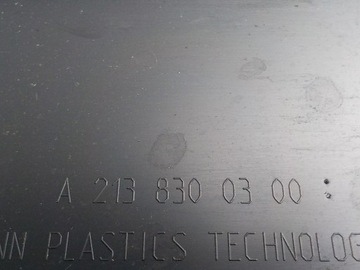 A 213 830 03 00 :
NN PLASTICS TECHNOLOG